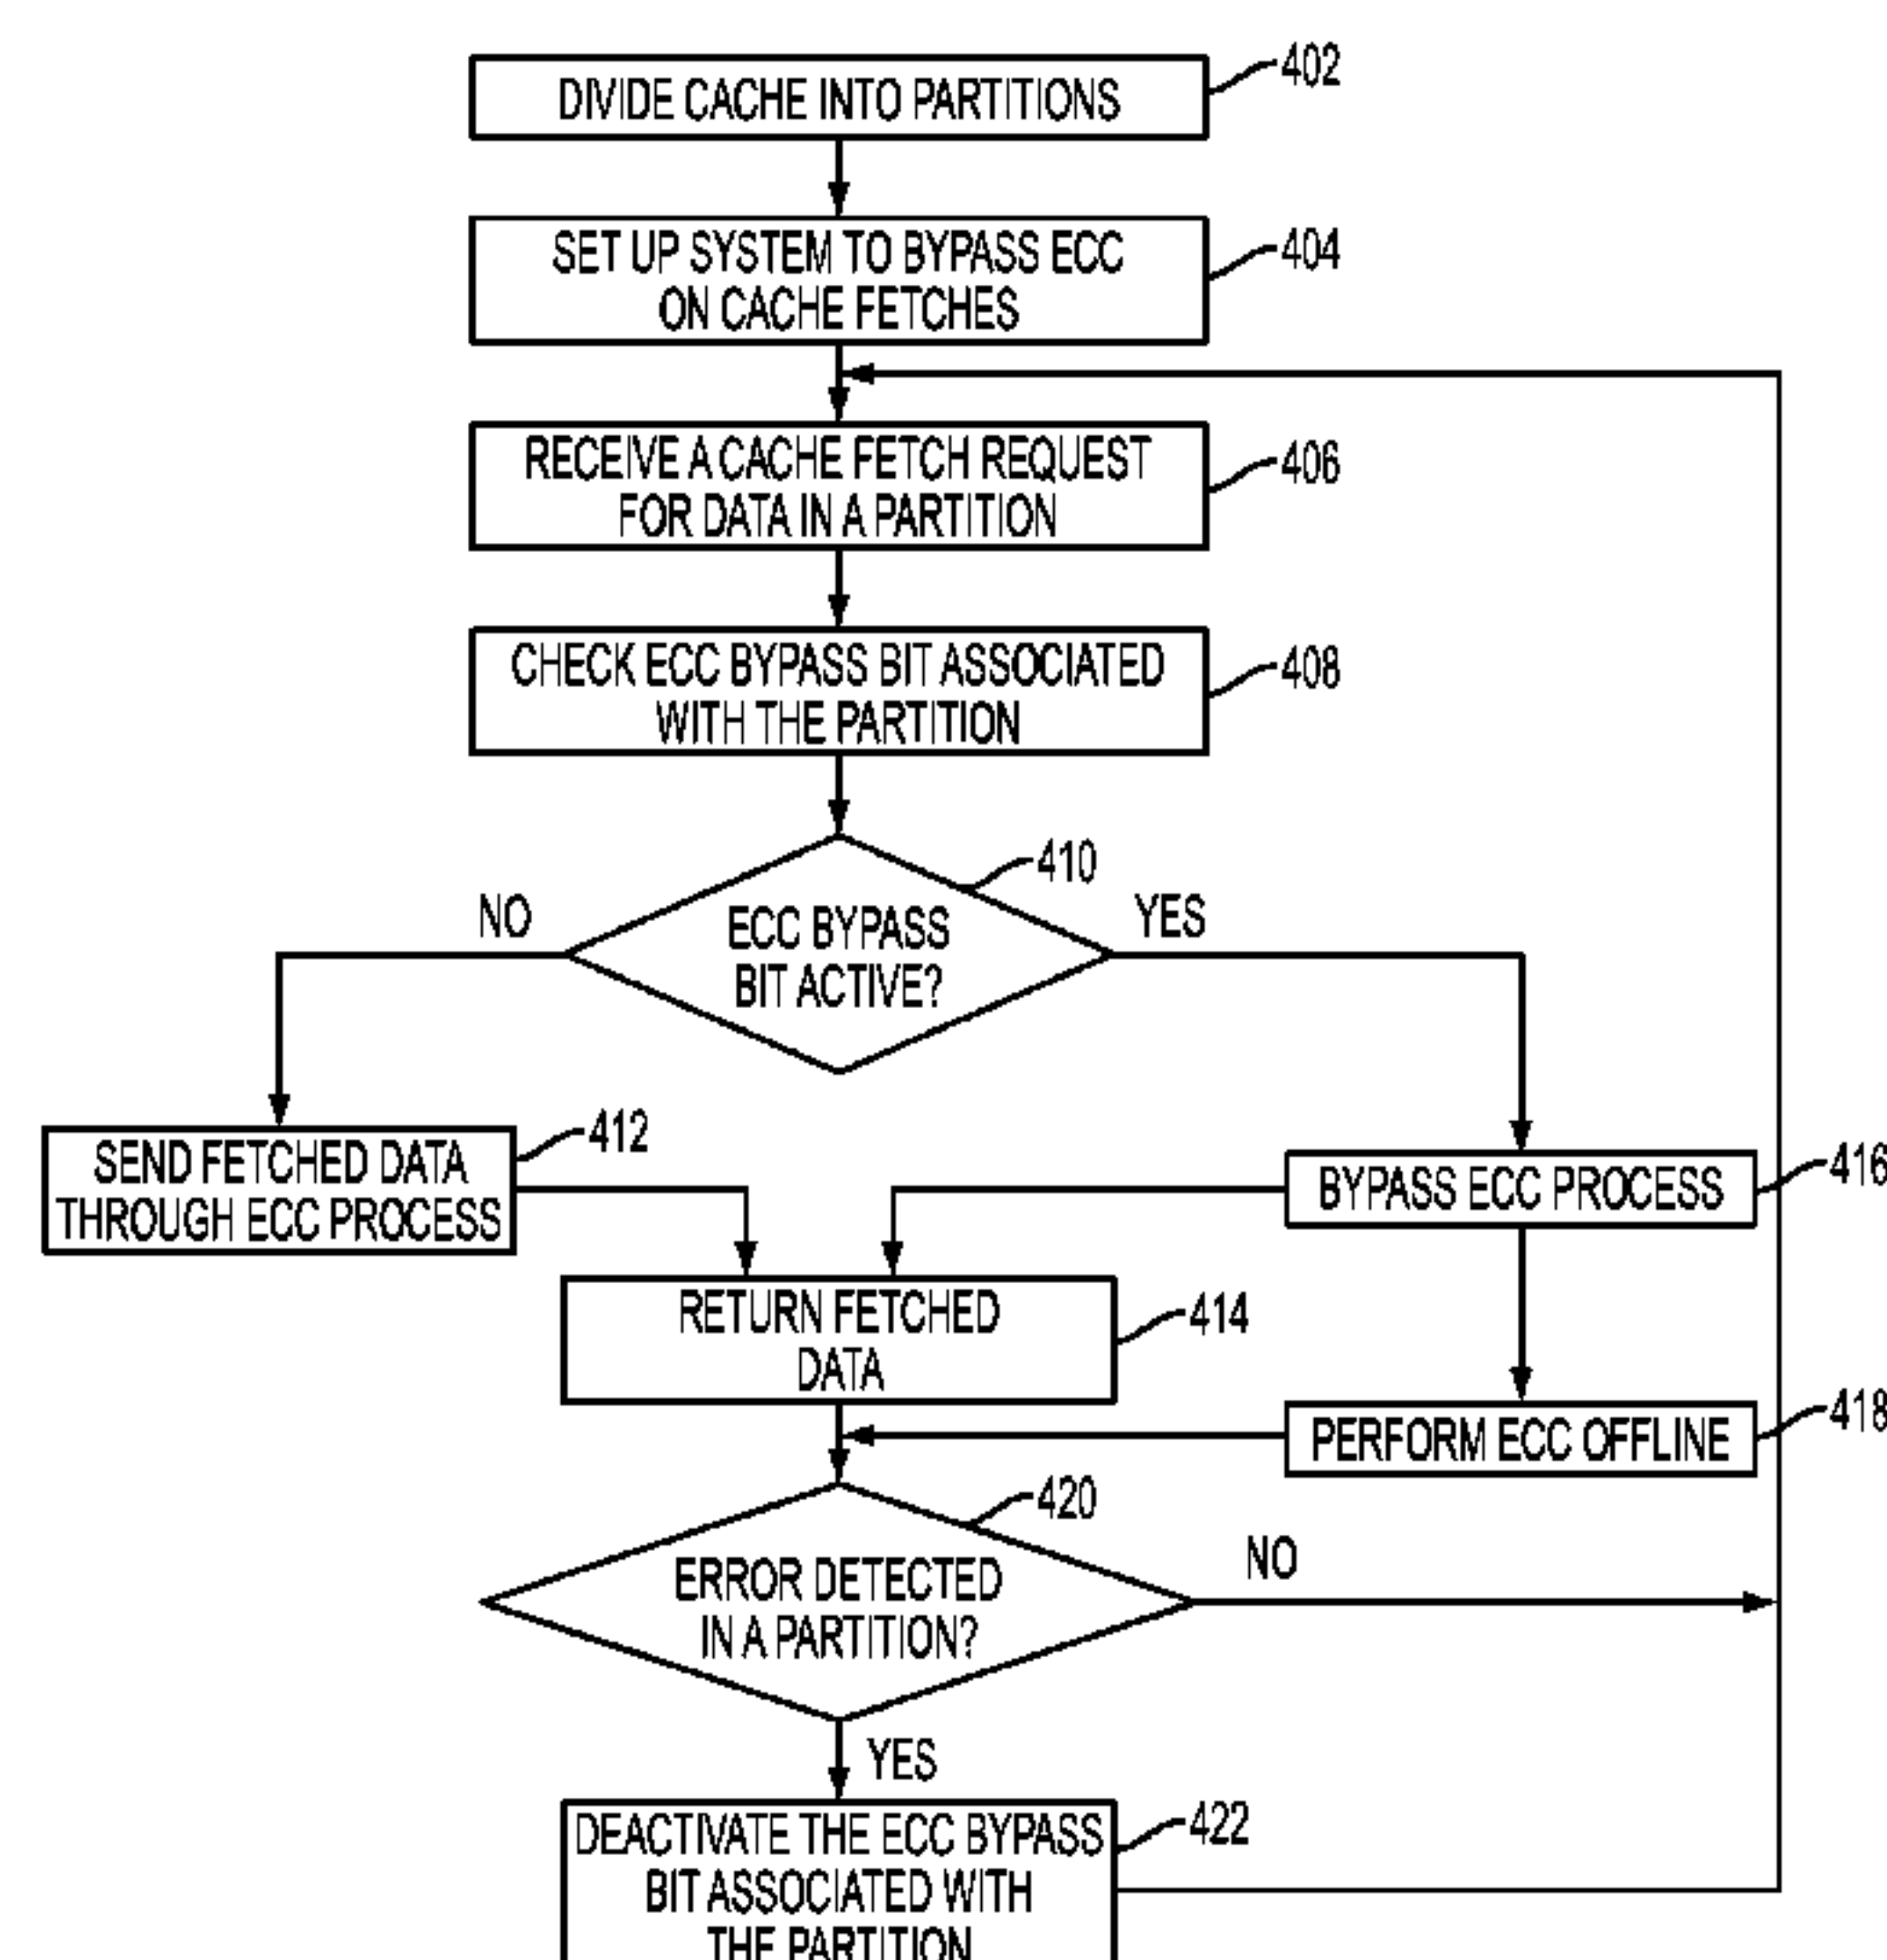 DIVIDE CACHE INTO PARTITIONS
402
SET UP SYSTEM TO BYPASS ECC
ON CACHE FETCHES
404
RECEIVE A CACHE FETCH REQUEST
FOR DATA IN A PARTITION
406
CHECK ECC BYPASS BIT ASSOCIATED
WITH THE PARTITION
408
410
NO
ECC BYPASS
BIT ACTIVE?
YES
SEND FETCHED DATA
THROUGH ECC PROCESS
412
BYPASS ECC PROCESS
416
RETURN FETCHED
DATA
414
PERFORM ECC OFFLINE
418
420
ERROR DETECTED
IN A PARTITION?
NO
YES
DEACTIVATE THE ECC BYPASS
BIT ASSOCIATED WITH
THE PARTITION
422